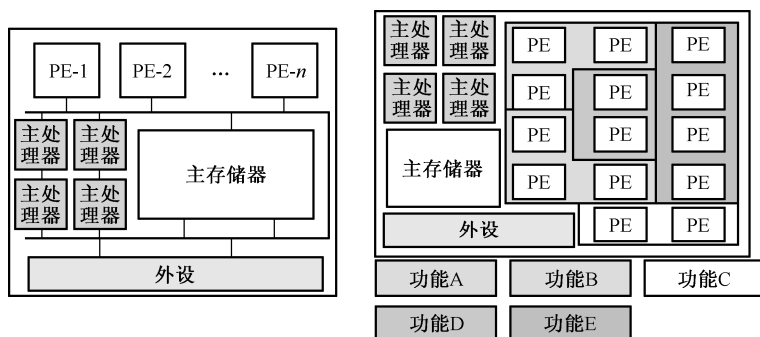 PE-1 PE-2 … PE-n
主处 主处
理器 理器
主处 主处
理器 理器
主存储器
外设
主处 主处
理器 理器
主处 主处
理器 理器
主存储器
外设
PE PE PE
PE PE PE
PE PE PE
PE PE PE
PE PE
功能A 功能B 功能C
功能D 功能E